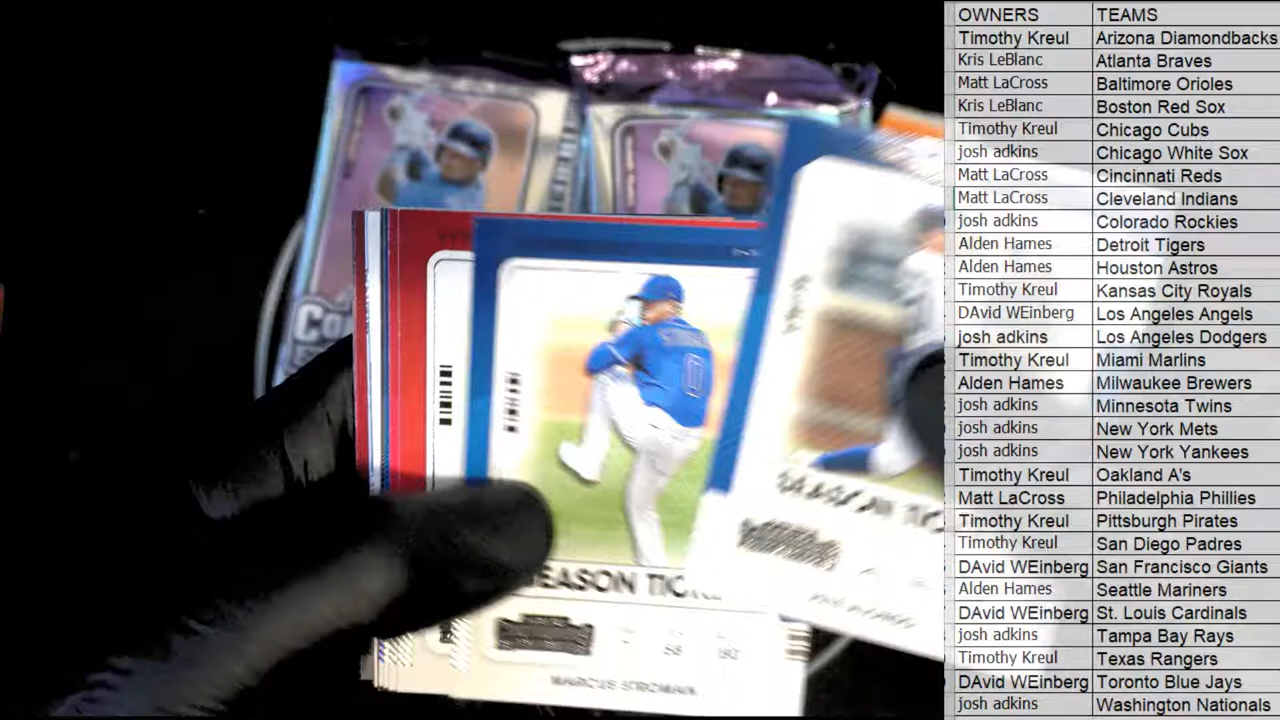 OWNERS TEAMS
Timothy Kreul Arizona Diamondbacks
Kris LeBlanc Atlanta Braves
Matt LaCross Baltimore Orioles
Kris LeBlanc Boston Red Sox
Timothy Kreul Chicago Cubs
josh adkins Chicago White Sox
Matt LaCross Cincinnati Reds
Matt LaCross Cleveland Indians
josh adkins Colorado Rockies
Alden Hames Detroit Tigers
Alden Hames Houston Astros
Timothy Kreul Kansas City Royals
DAvid WEinberg Los Angeles Angels
josh adkins Los Angeles Dodgers
Timothy Kreul Miami Marlins
Alden Hames Milwaukee Brewers
josh adkins Minnesota Twins
josh adkins New York Mets
josh adkins New York Yankees
Timothy Kreul Oakland A's
Matt LaCross Philadelphia Phillies
Timothy Kreul Pittsburgh Pirates
Timothy Kreul San Diego Padres
DAvid WEinberg San Francisco Giants
Alden Hames Seattle Mariners
DAvid WEinberg St. Louis Cardinals
josh adkins Tampa Bay Rays
Timothy Kreul Texas Rangers
DAvid WEinberg Toronto Blue Jays
josh adkins Washington Nationals
0
EASON TIC
MARCUS STROMAN